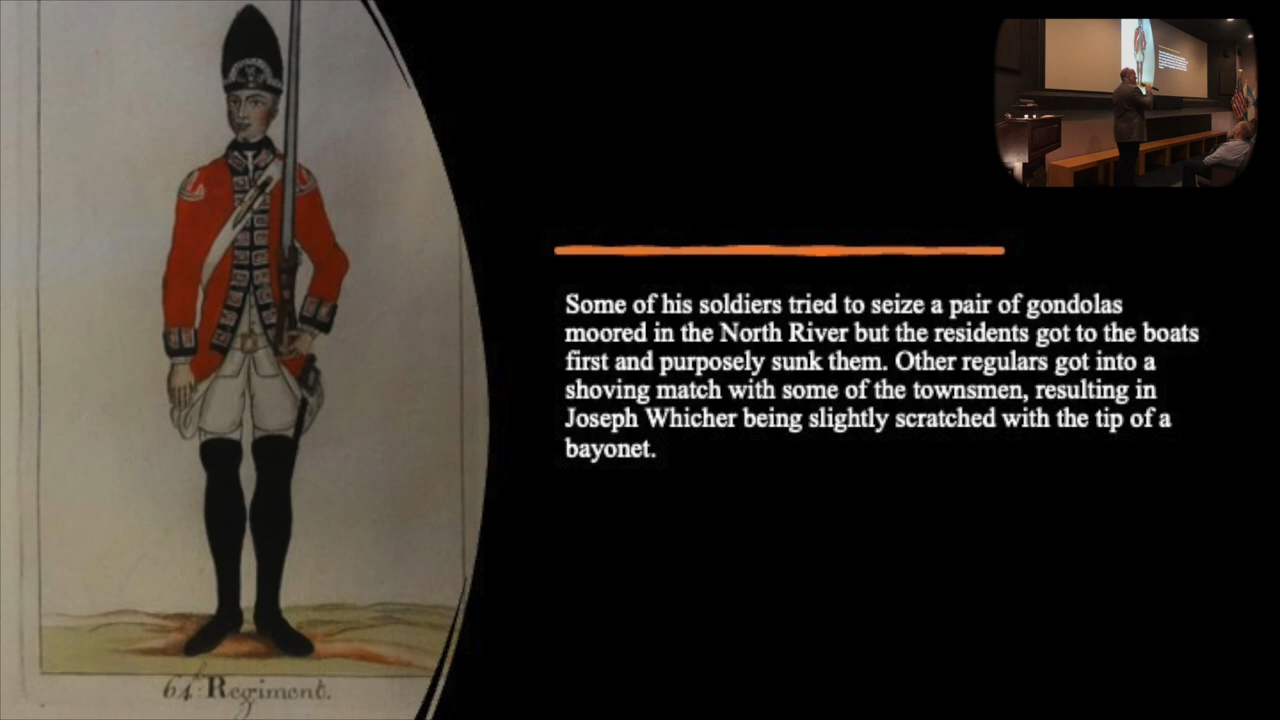 Some of his soldiers tried to seize a pair of gondolas
moored in the North River but the residents got to the boats
first and purposely sunk them. Other regulars got into a
shoving match with some of the townsmen, resulting in
Joseph Whicher being slightly scratched with the tip of a
bayonet.
64th Regiment.